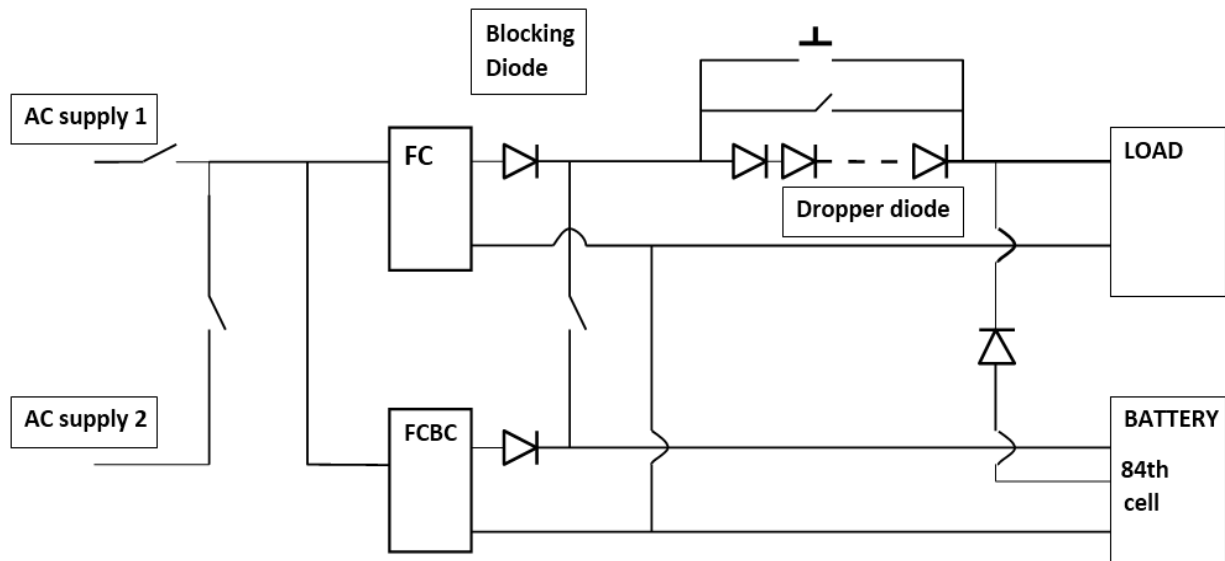 Blocking
Diode
AC supply 1
FC
LOAD
Dropper diode
AC supply 2
FCBC
BATTERY
84th
cell